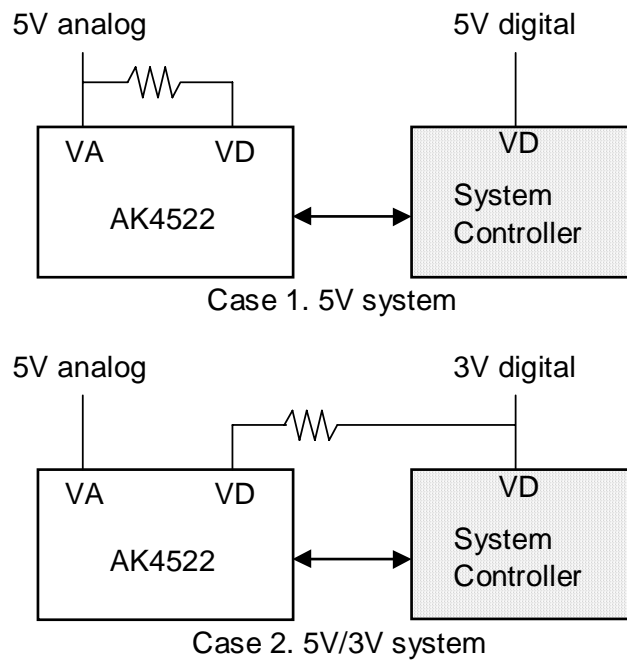 5V analog 5V digital
VA VD VD
AK4522 System
Controller
Case 1. 5V system
5V analog 3V digital
VA VD VD
AK4522 System
Controller
Case 2. 5V/3V system